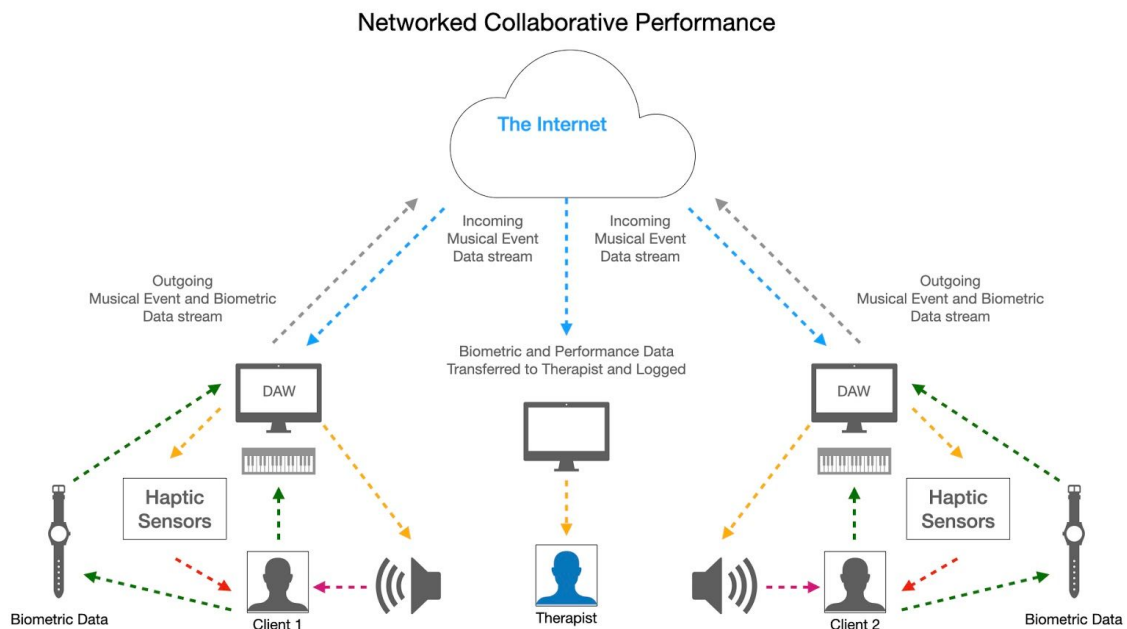 Networked Collaborative Performance
The Internet
Incoming
Musical Event
Data stream
Incoming
Musical Event
Data stream
Outgoing
Musical Event and Biometric
Data stream
Outgoing
Musical Event and Biometric
Data stream
Biometric and Performance Data
Transferred to Therapist and Logged
DAW
DAW
Haptic
Sensors
Haptic
Sensors
Biometric Data
Client 1
Therapist
Client 2
Biometric Data